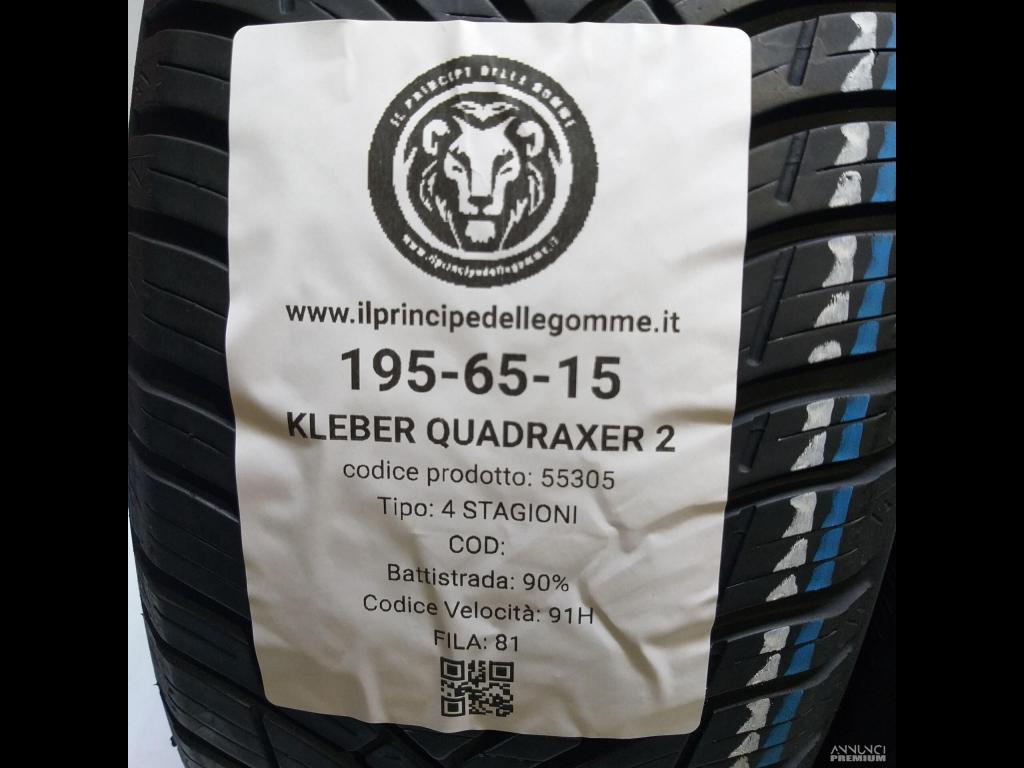 IL PRINCIPE DELLE GOMME
www.ilprincipedellegomme.it
www.ilprincipedellegomme.it
195-65-15
KLEBER QUADRAXER 2
codice prodotto: 55305
Tipo: 4 STAGIONI
COD:
Battistrada: 90%
Codice Velocità: 91H
FILA: 81
ANNUNCI
PREMIUM